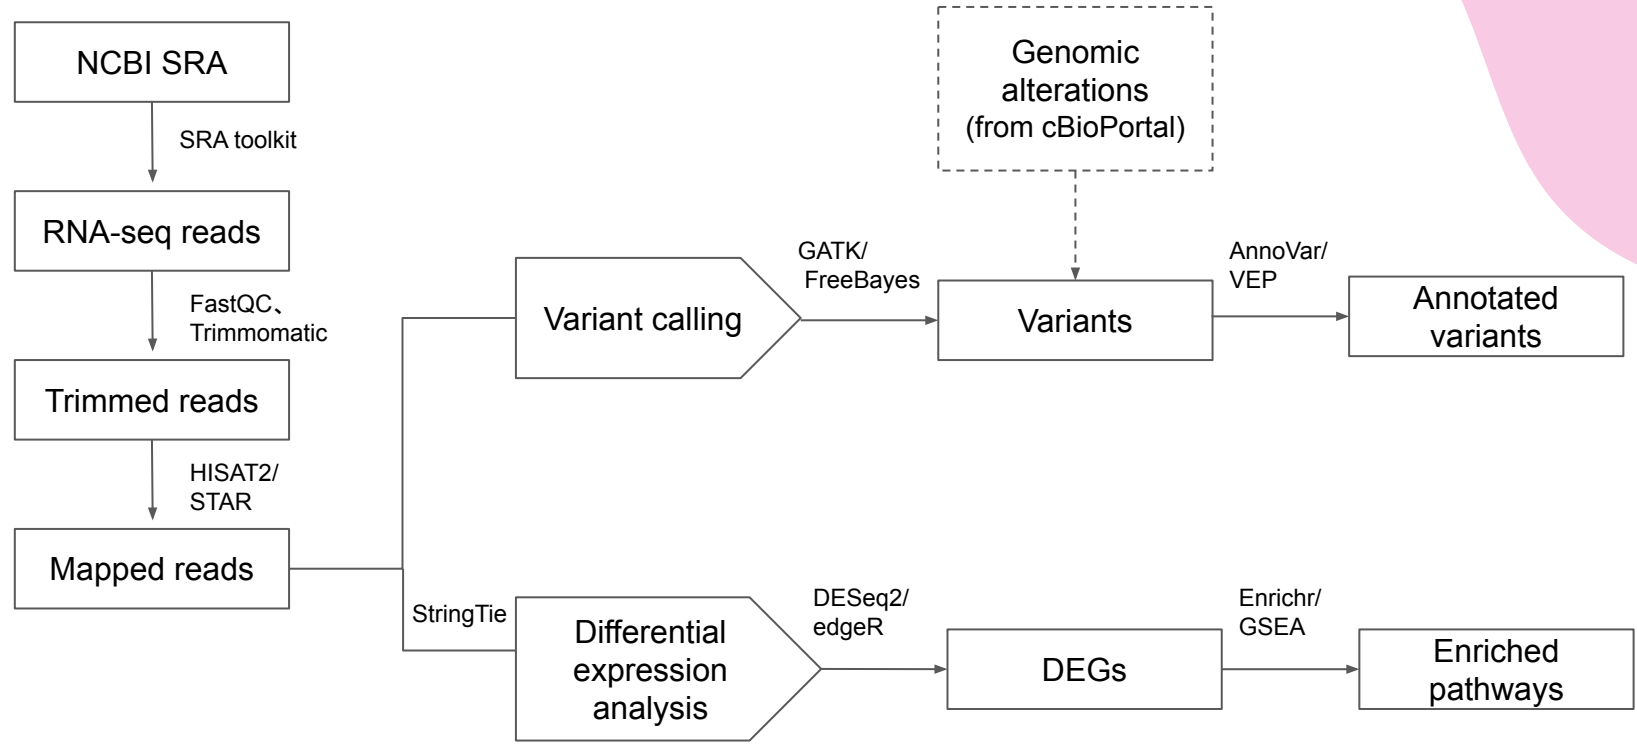 NCBI SRA
SRA toolkit
RNA-seq reads
FastQC、
Trimmomatic
Trimmed reads
HISAT2/
STAR
Mapped reads
Variant calling
GATK/
FreeBayes
Genomic
alterations
(from cBioPortal)
Variants
AnnoVar/
VEP
Annotated
variants
StringTie
Differential
expression
analysis
DESeq2/
edgeR
DEGs
Enrichr/
GSEA
Enriched
pathways